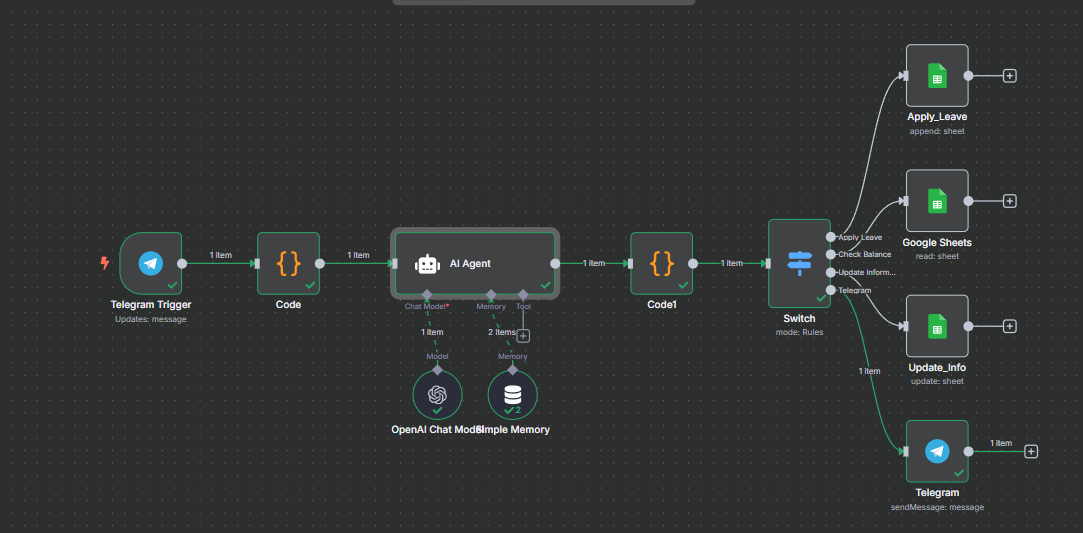 Apply_Leave
append: sheet
Google Sheets
read: sheet
1 item
1 item
AI Agent
1 item
1 item
Apply Leave
Check Balance
Update Inform...
Telegram
Telegram Trigger
Updates: message
Code
Chat Model*
Memory
Tool
Code1
Switch
mode: Rules
1 item
2 items
Model
Memory
2
OpenAI Chat Model
Simple Memory
Update_Info
update: sheet
1 item
1 item
Telegram
sendMessage: message